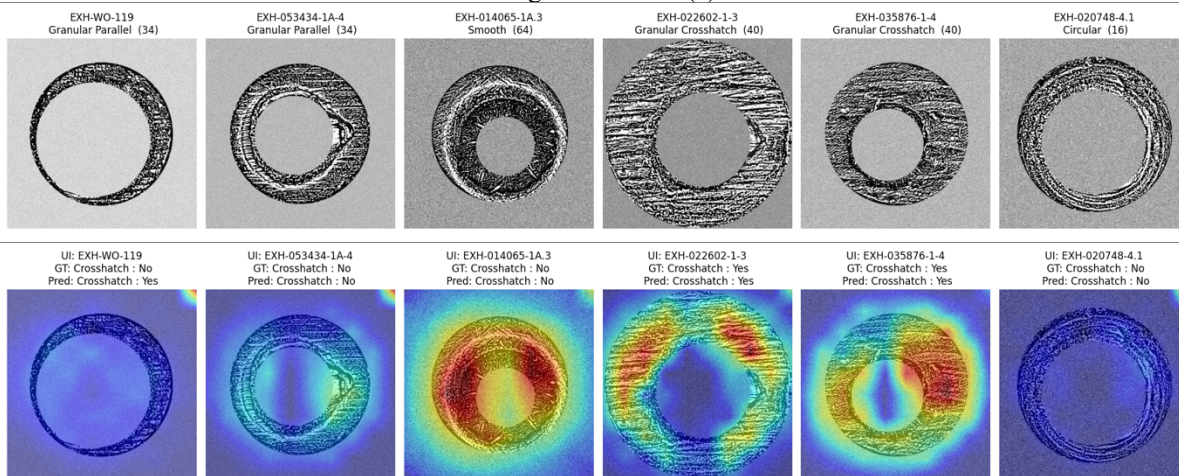 EXH-WO-119
Granular Parallel (34)
EXH-053434-1A-4
Granular Parallel (34)
EXH-014065-1A.3
Smooth (64)
EXH-022602-1-3
Granular Crosshatch (40)
EXH-035876-1-4
Granular Crosshatch (40)
EXH-020748-4.1
Circular (16)
UI: EXH-WO-119
GT: Crosshatch : No
Pred: Crosshatch : Yes
UI: EXH-053434-1A-4
GT: Crosshatch : No
Pred: Crosshatch : No
UI: EXH-014065-1A.3
GT: Crosshatch : No
Pred: Crosshatch : No
UI: EXH-022602-1-3
GT: Crosshatch : Yes
Pred: Crosshatch : Yes
UI: EXH-035876-1-4
GT: Crosshatch : Yes
Pred: Crosshatch : Yes
UI: EXH-020748-4.1
GT: Crosshatch : No
Pred: Crosshatch : No